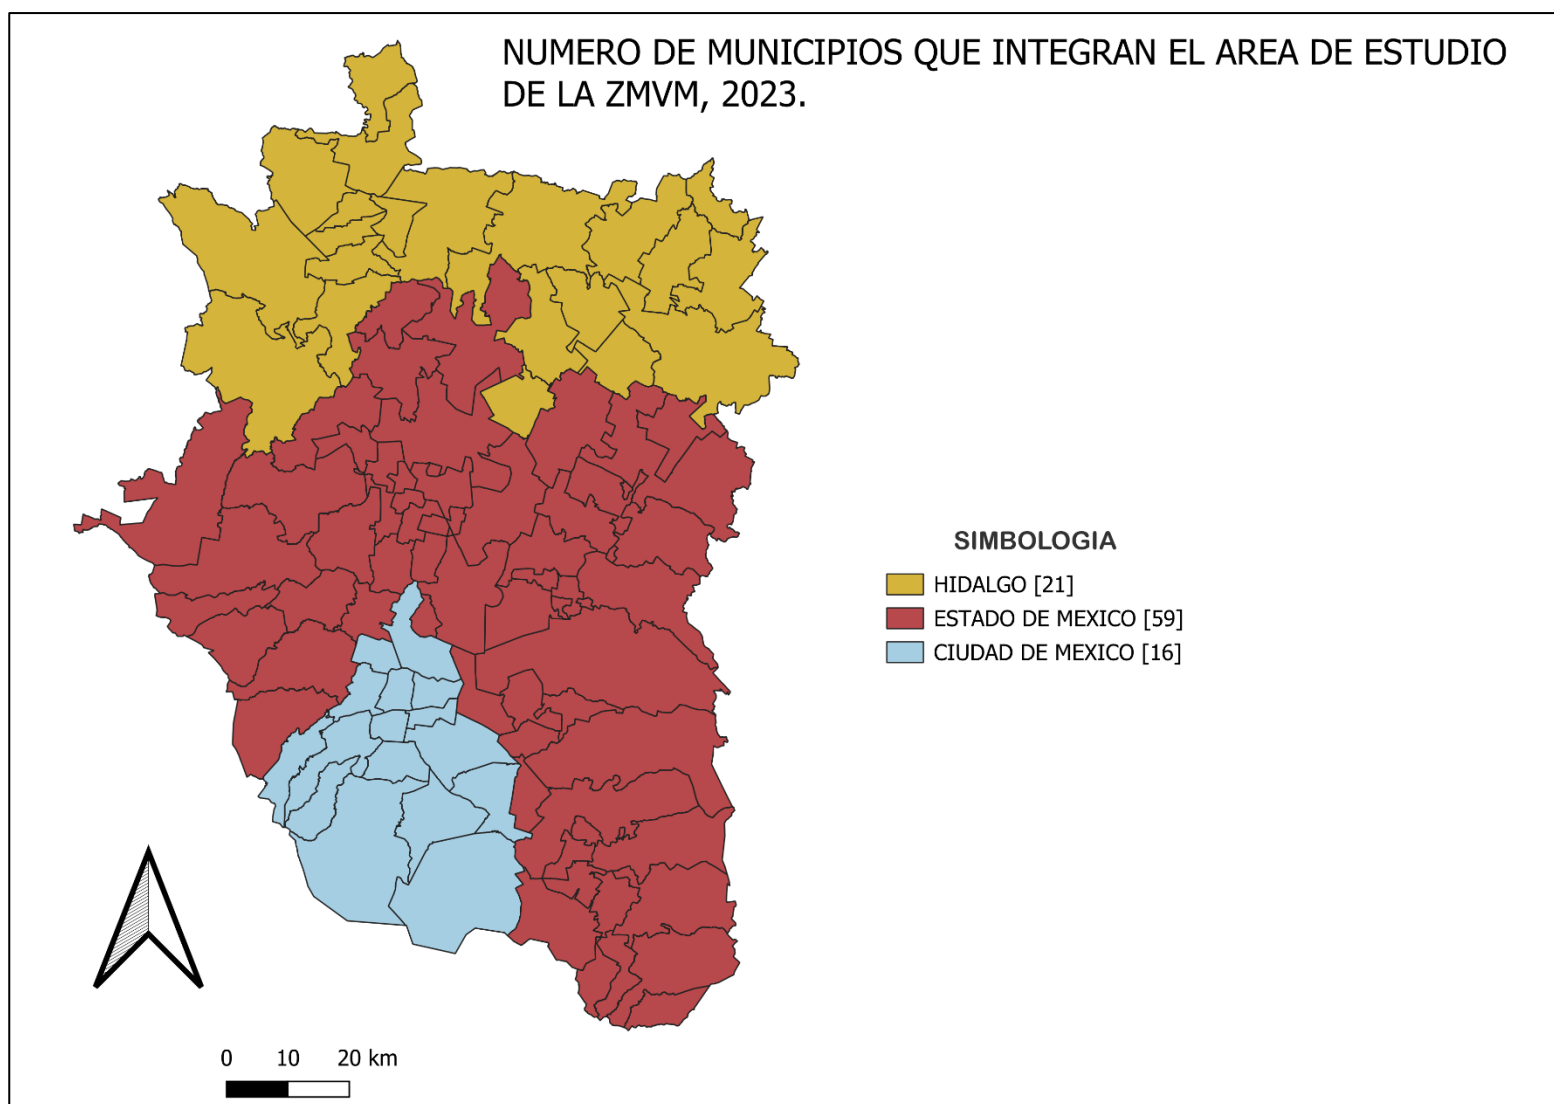 NUMERO DE MUNICIPIOS QUE INTEGRAN EL AREA DE ESTUDIO
DE LA ZMVM, 2023.
SIMBOLOGIA
HIDALGO [21]
ESTADO DE MEXICO [59]
CIUDAD DE MEXICO [16]
0 10 20 km